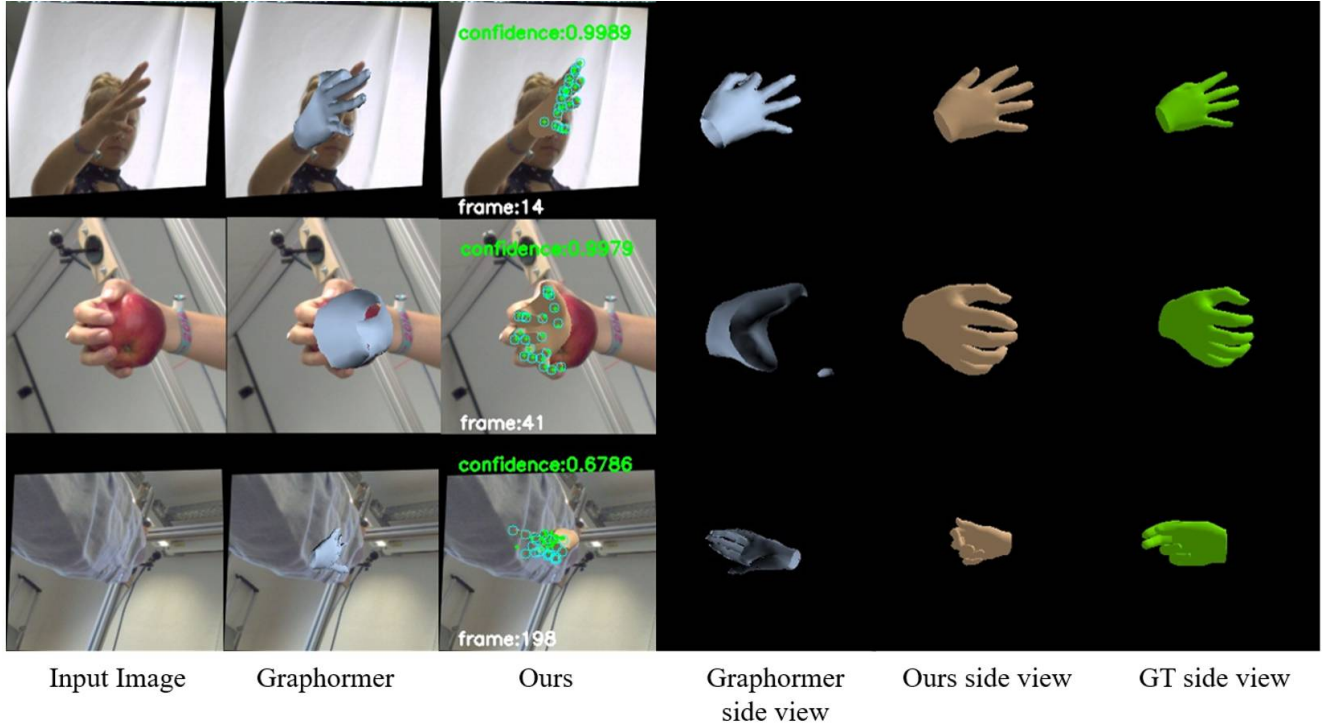 confidence:0.9989
frame:14
confidence:0.9979
frame:41
confidence:0.6786
frame:198
Input Image
Graphormer
Ours
Graphormer
side view
Ours side view
GT side view